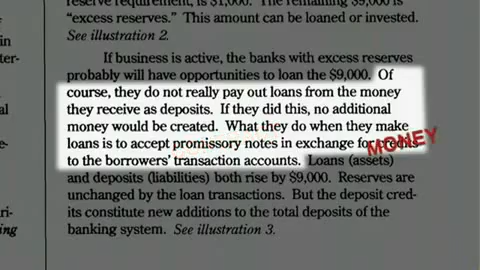 reserve requirement, is $1,000. The remaining $9,000 is
"excess reserves." This amount can be loaned or invested.
See illustration 2.
If business is active, the banks with excess reserves
probably will have opportunities to loan the $9,000. Of
course, they do not really pay out loans from the money
they receive as deposits. If they did this, no additional
money would be created. What they do when they make
loans is to accept promissory notes in exchange for credits
MONEY
to the borrowers' transaction accounts. Loans (assets)
and deposits (liabilities) both rise by $9,000. Reserves are
unchanged by the loan transactions. But the deposit cred-
its constitute new additions to the total deposits of the
banking system. See illustration 3.
in
ter-
al
e-
ri-
ing